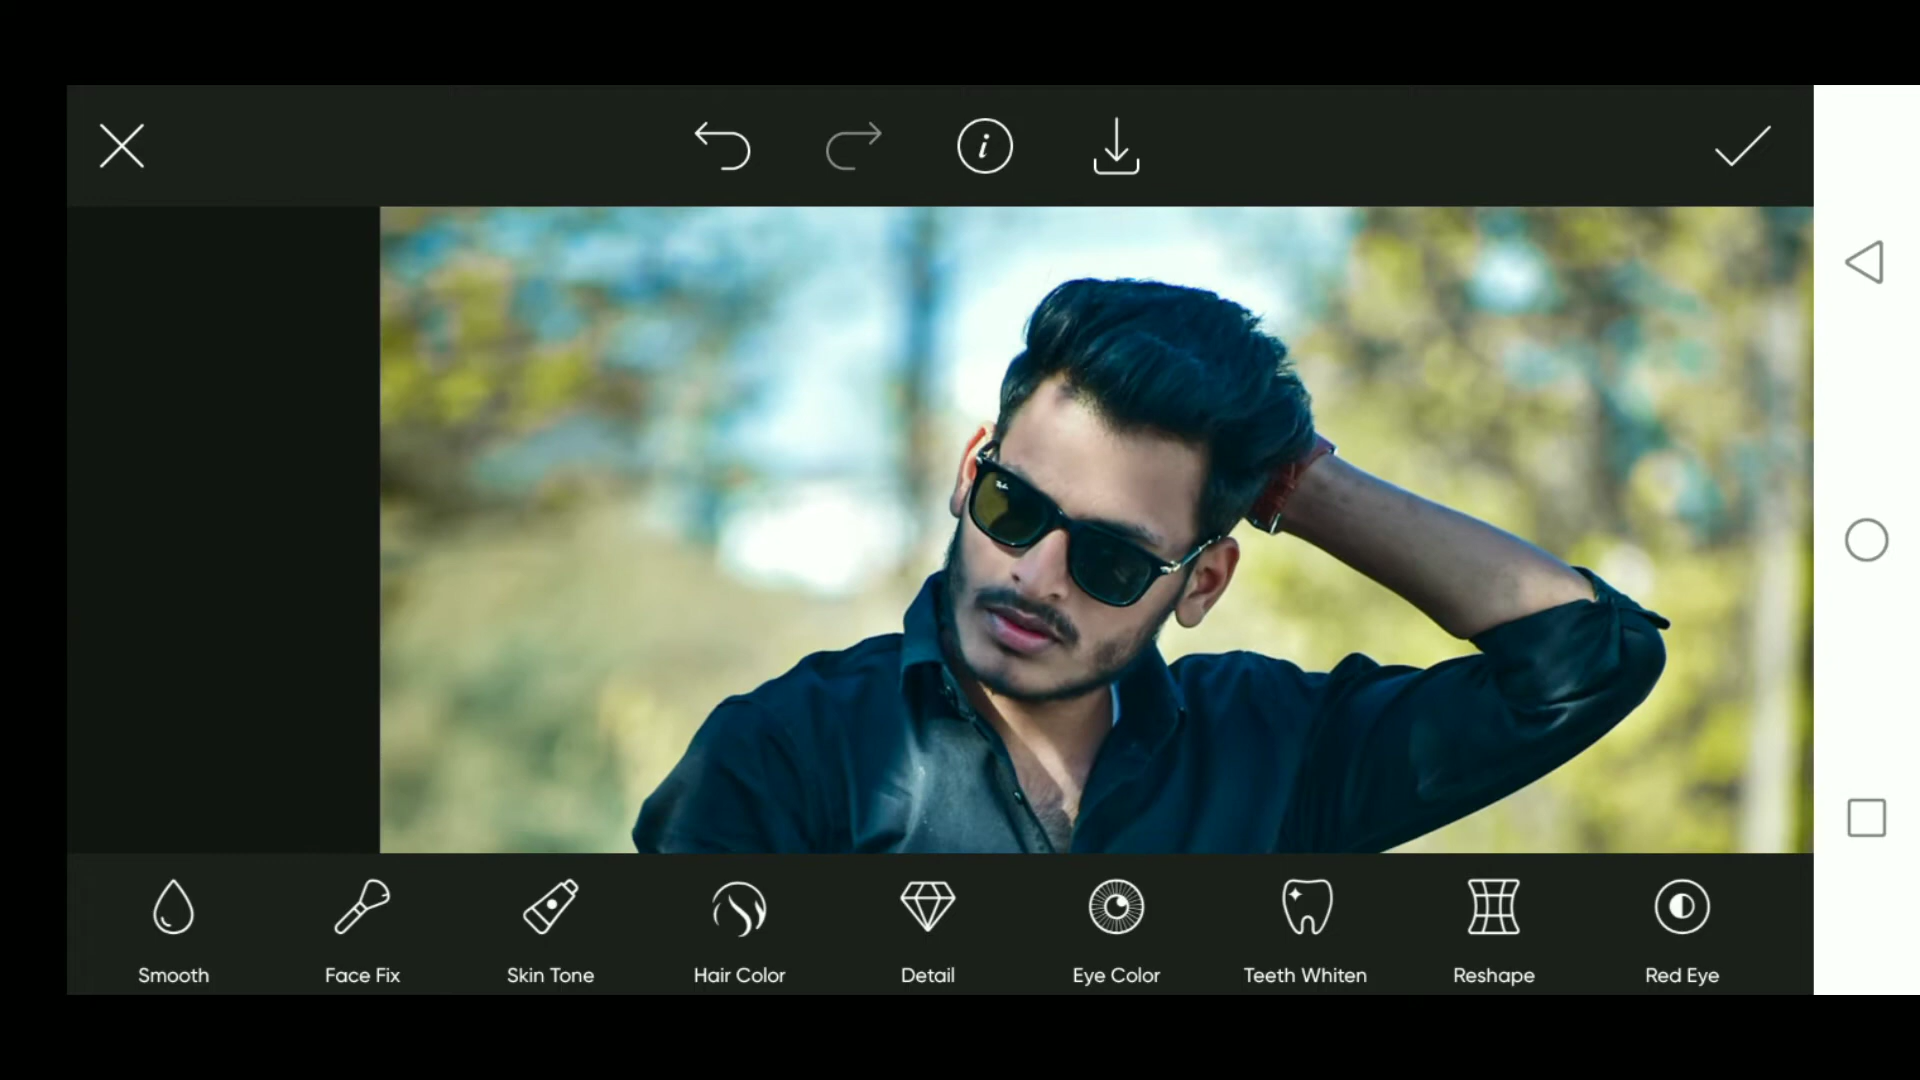 Smooth
Face Fix
Skin Tone
Hair Color
Detail
Eye Color
Teeth Whiten
Reshape
Red Eye